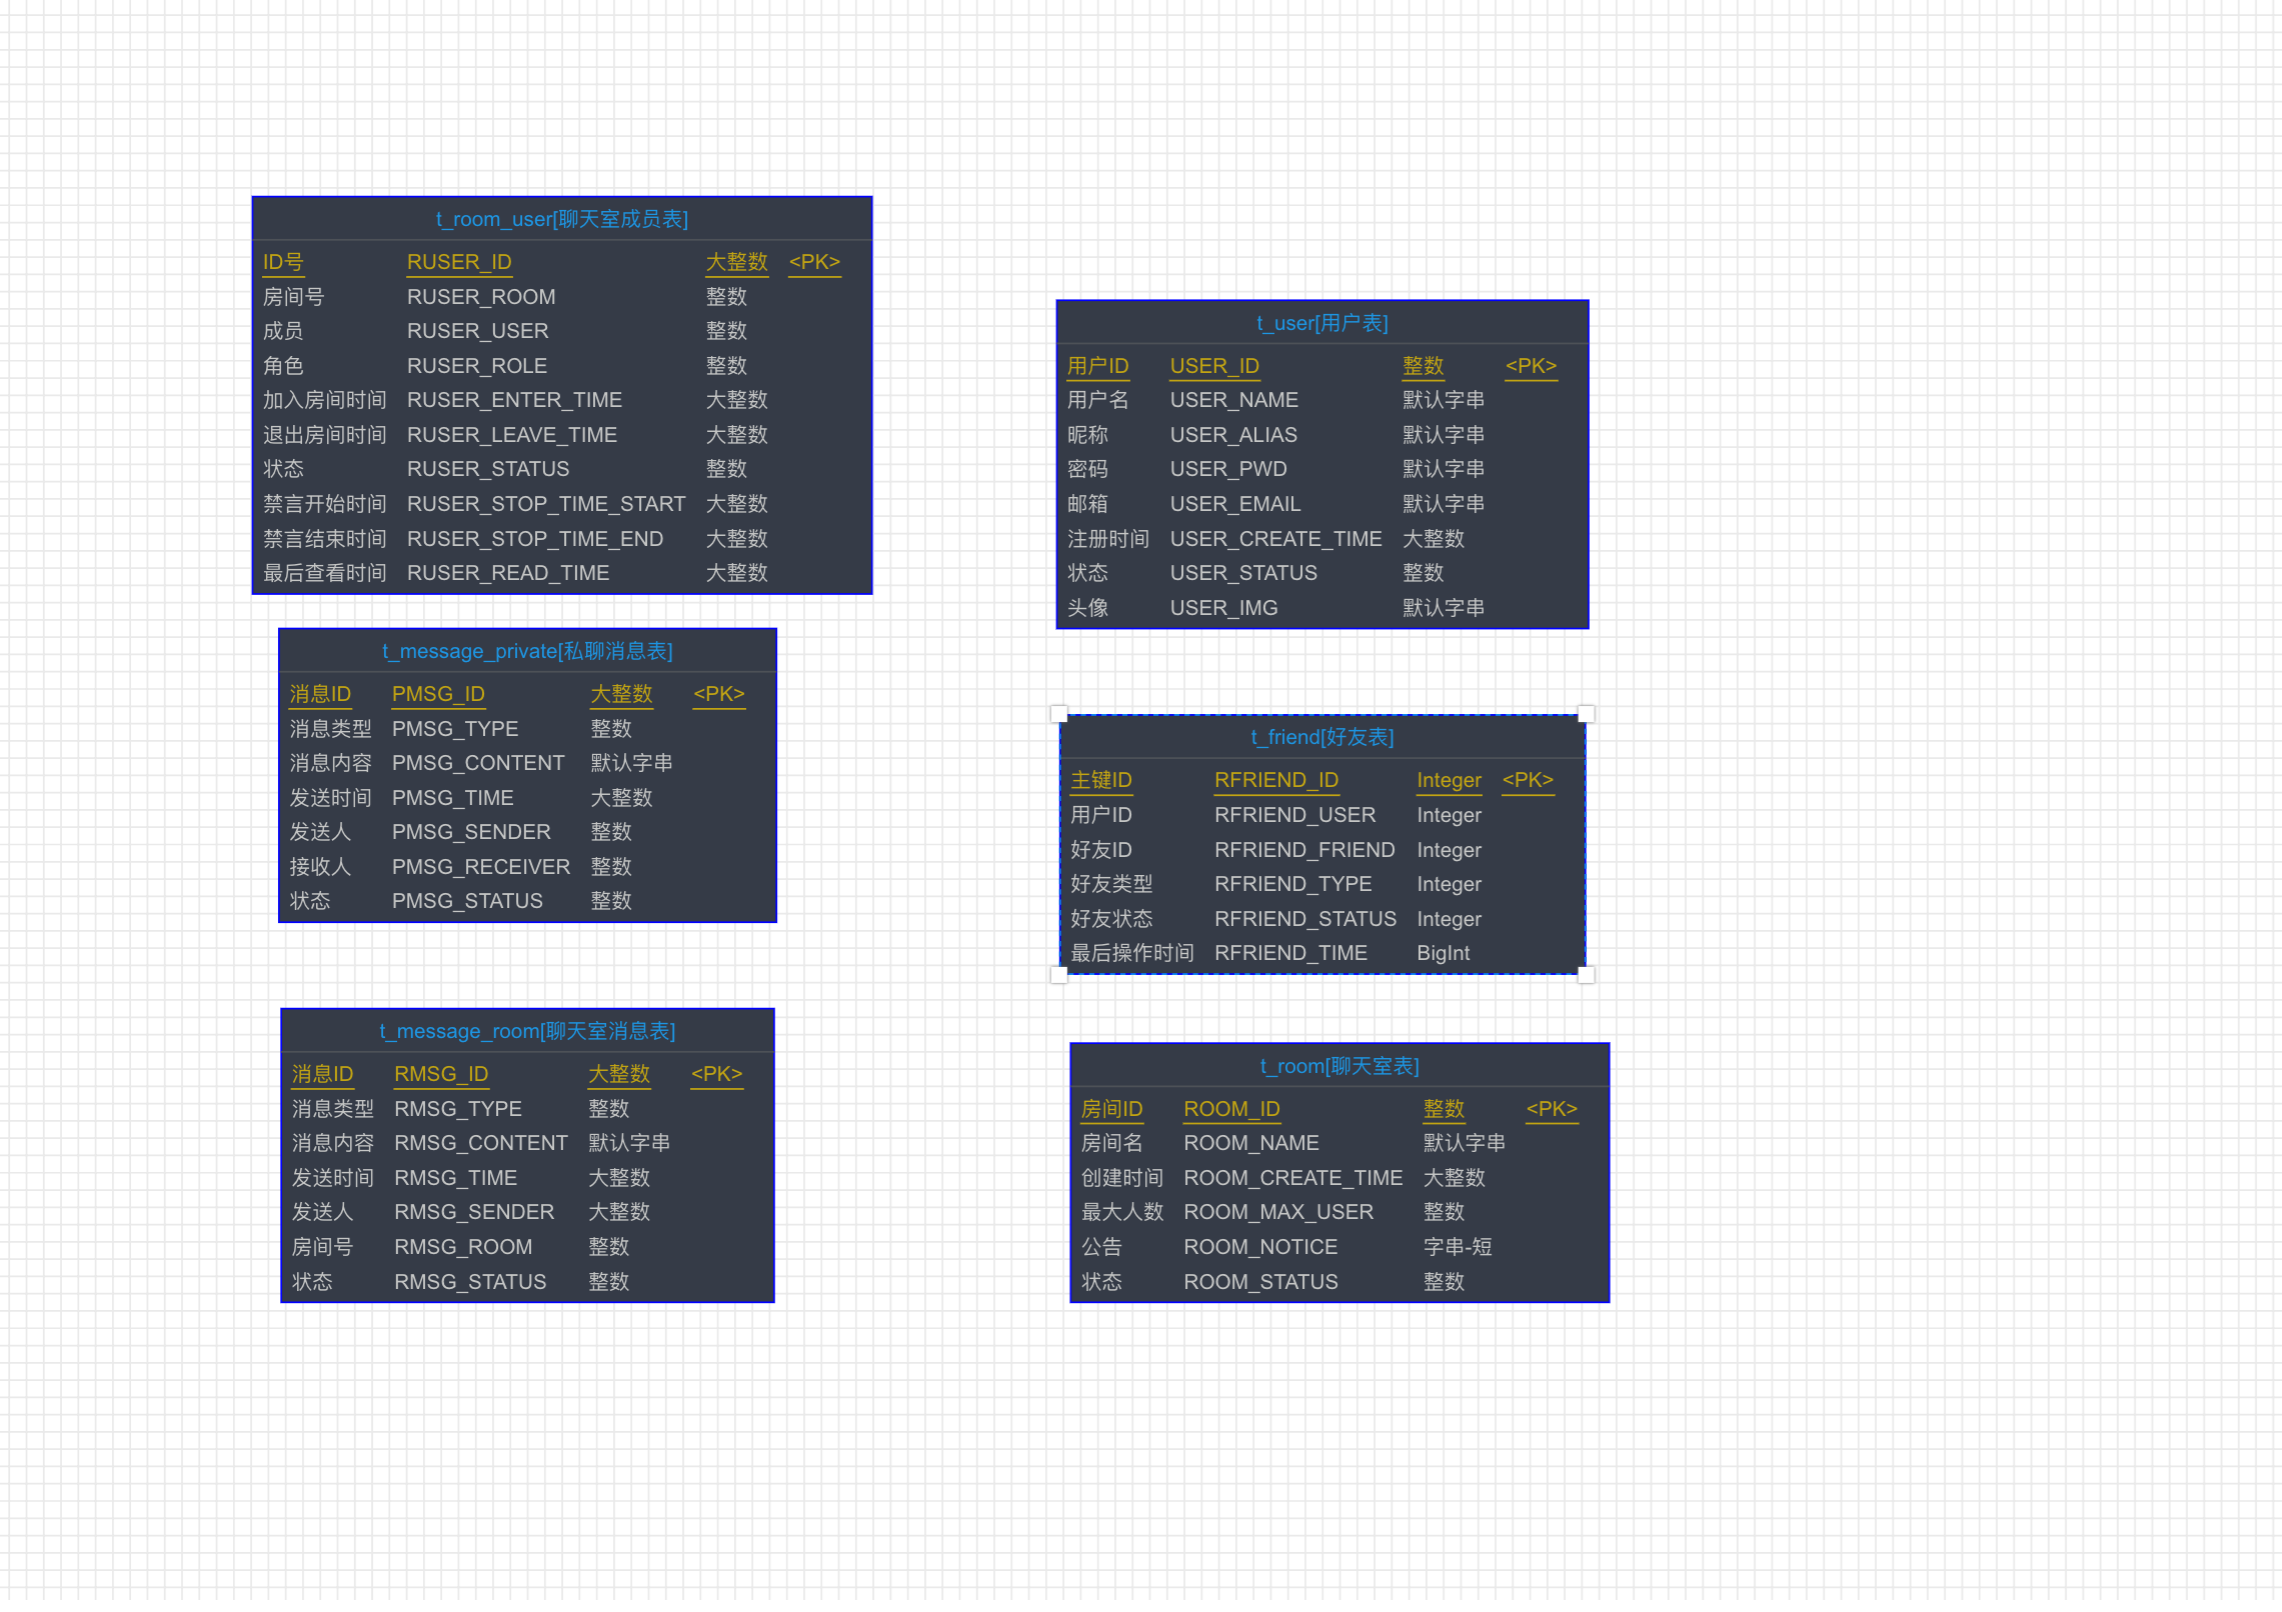 t_room_user[聊天室成员表]
ID号 RUSER_ID 大整数 <PK>
房间号 RUSER_ROOM 整数
成员 RUSER_USER 整数
角色 RUSER_ROLE 整数
加入房间时间 RUSER_ENTER_TIME 大整数
退出房间时间 RUSER_LEAVE_TIME 大整数
状态 RUSER_STATUS 整数
禁言开始时间 RUSER_STOP_TIME_START 大整数
禁言结束时间 RUSER_STOP_TIME_END 大整数
最后查看时间 RUSER_READ_TIME 大整数
t_message_private[私聊消息表]
消息ID PMSG_ID 大整数 <PK>
消息类型 PMSG_TYPE 整数
消息内容 PMSG_CONTENT 默认字串
发送时间 PMSG_TIME 大整数
发送人 PMSG_SENDER 整数
接收人 PMSG_RECEIVER 整数
状态 PMSG_STATUS 整数
t_message_room[聊天室消息表]
消息ID RMSG_ID 大整数 <PK>
消息类型 RMSG_TYPE 整数
消息内容 RMSG_CONTENT 默认字串
发送时间 RMSG_TIME 大整数
发送人 RMSG_SENDER 大整数
房间号 RMSG_ROOM 整数
状态 RMSG_STATUS 整数
t_user[用户表]
用户ID USER_ID 整数 <PK>
用户名 USER_NAME 默认字串
昵称 USER_ALIAS 默认字串
密码 USER_PWD 默认字串
邮箱 USER_EMAIL 默认字串
注册时间 USER_CREATE_TIME 大整数
状态 USER_STATUS 整数
头像 USER_IMG 默认字串
t_friend[好友表]
主键ID RFRIEND_ID Integer <PK>
用户ID RFRIEND_USER Integer
好友ID RFRIEND_FRIEND Integer
好友类型 RFRIEND_TYPE Integer
好友状态 RFRIEND_STATUS Integer
最后操作时间 RFRIEND_TIME BigInt
t_room[聊天室表]
房间ID ROOM_ID 整数 <PK>
房间名 ROOM_NAME 默认字串
创建时间 ROOM_CREATE_TIME 大整数
最大人数 ROOM_MAX_USER 整数
公告 ROOM_NOTICE 字串-短
状态 ROOM_STATUS 整数